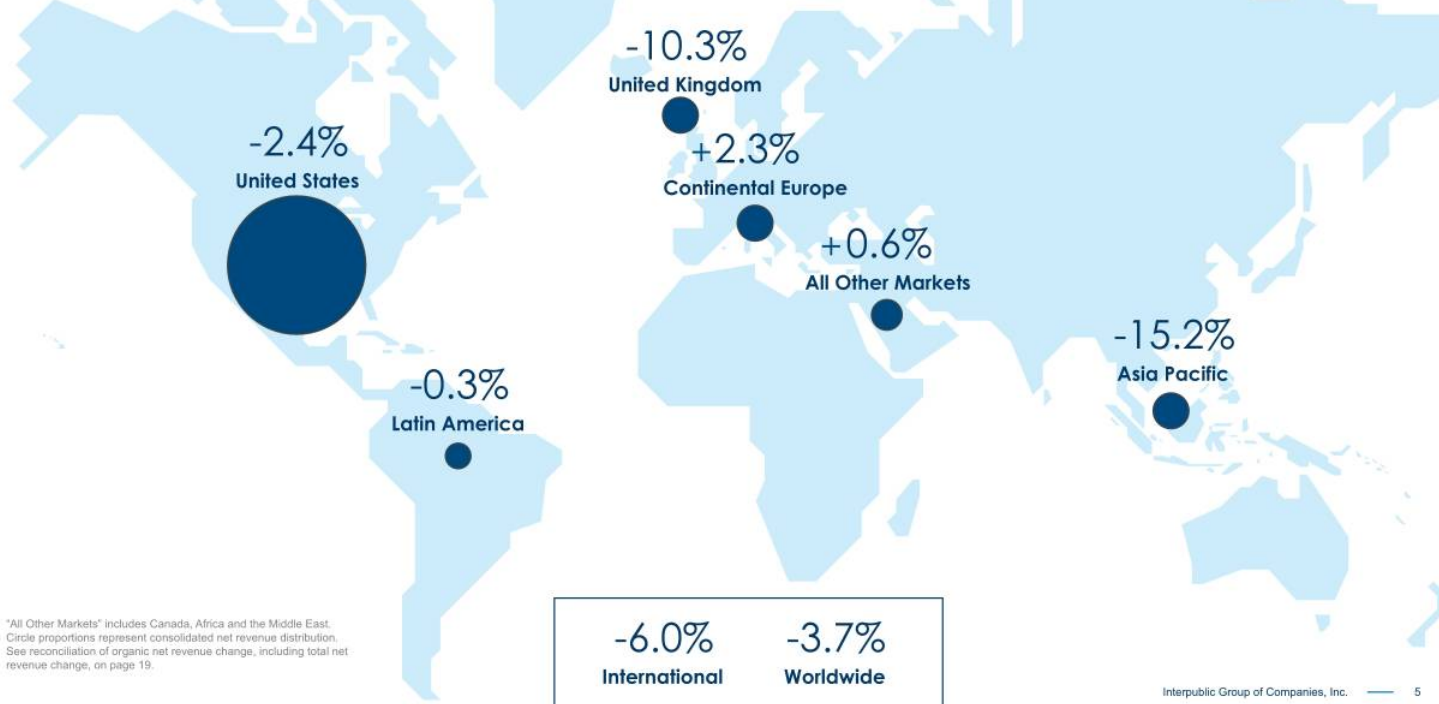 -10.3%
United Kingdom
-2.4%
United States
+2.3%
Continental Europe
+0.6%
All Other Markets
-15.2%
Asia Pacific
-0.3%
Latin America
"All Other Markets" includes Canada, Africa and the Middle East.
Circle proportions represent consolidated net revenue distribution.
See reconciliation of organic net revenue change, including total net
revenue change, on page 19.
-6.0% -3.7%
International Worldwide
Interpublic Group of Companies, Inc. 5